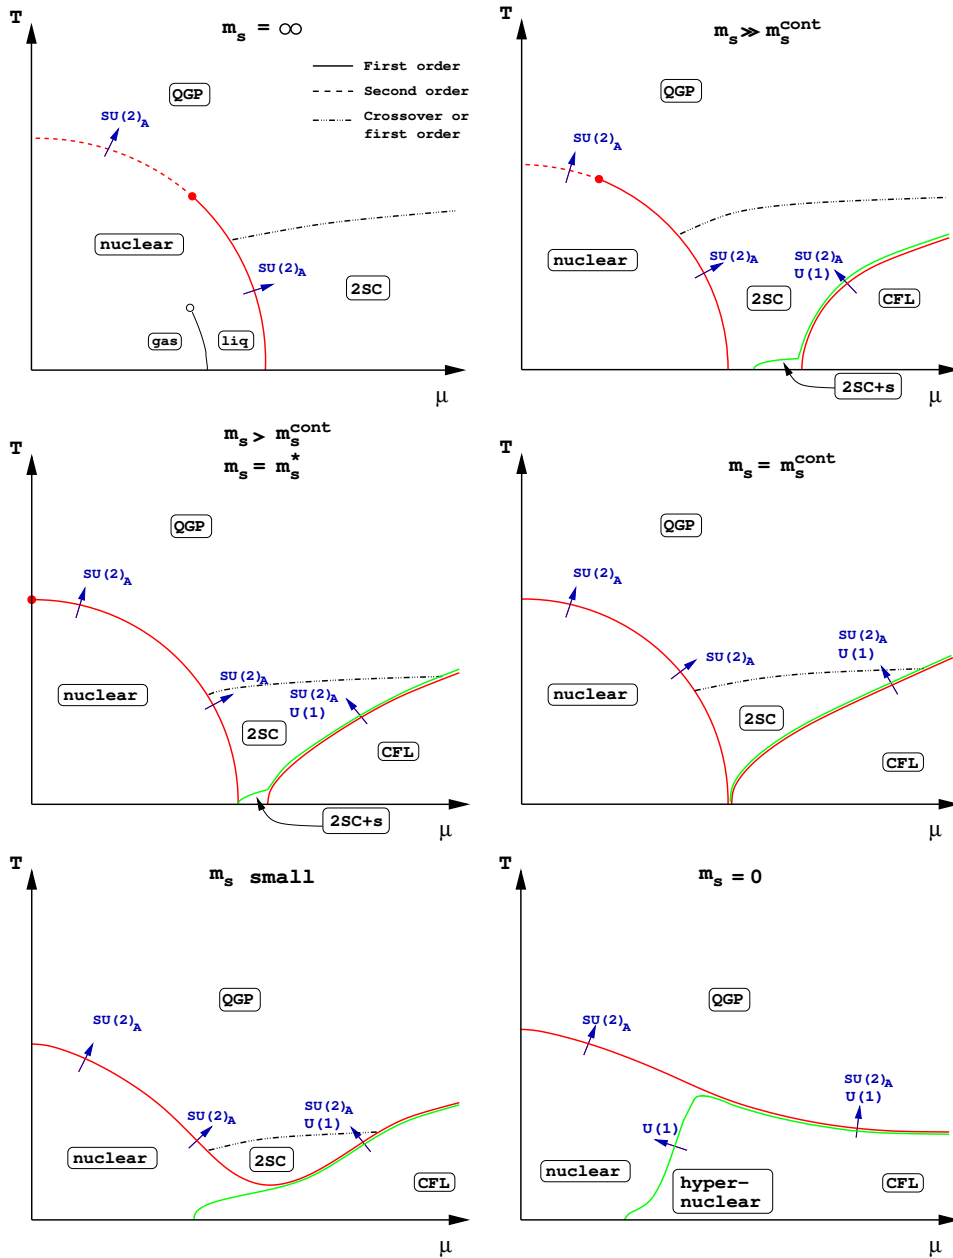 T
m_s = ∞
First order
Second order
Crossover or
first order
QGP
SU(2)_A
nuclear
SU(2)_A
2SC
gas
liq
μ
T
m_s ≫ m_s^cont
QGP
SU(2)_A
nuclear
SU(2)_A
2SC
SU(2)_A
U(1)
CFL
2SC+s
μ
T
m_s > m_s^cont
m_s = m_s^*
QGP
SU(2)_A
nuclear
SU(2)_A
2SC
SU(2)_A
U(1)
CFL
2SC+s
μ
T
m_s = m_s^cont
QGP
SU(2)_A
nuclear
SU(2)_A
2SC
SU(2)_A
U(1)
CFL
μ
T
m_s small
QGP
SU(2)_A
nuclear
SU(2)_A
2SC
SU(2)_A
U(1)
CFL
μ
T
m_s = 0
QGP
SU(2)_A
SU(2)_A
U(1)
U(1)
nuclear
hyper-
nuclear
CFL
μ